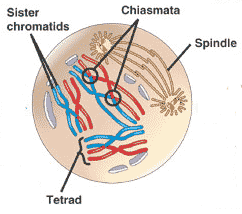 Sister
chromatids
Chiasmata
Spindle
Tetrad